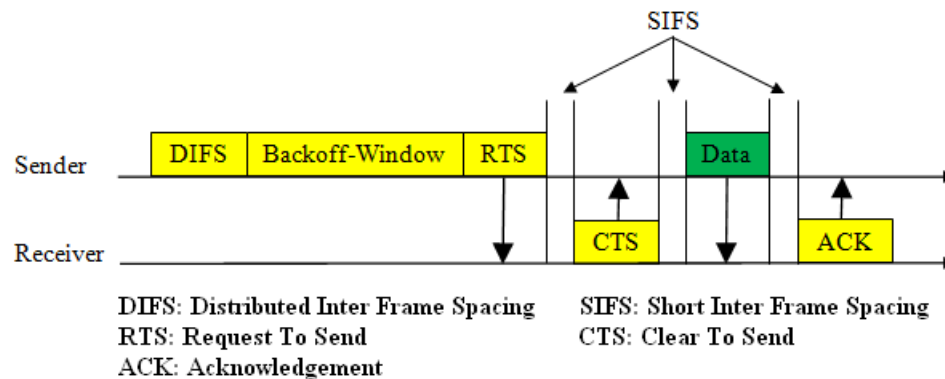 SIFS
Sender
DIFS Backoff-Window RTS Data
Receiver
CTS ACK
DIFS: Distributed Inter Frame Spacing SIFS: Short Inter Frame Spacing
RTS: Request To Send CTS: Clear To Send
ACK: Acknowledgement